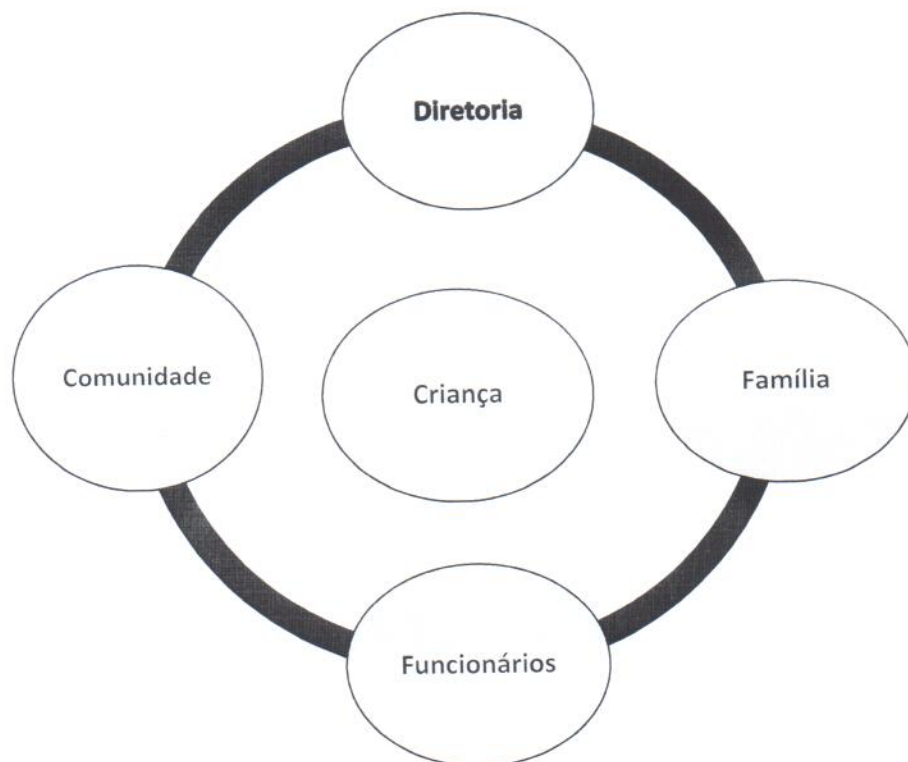 Diretoria
Comunidade
Criança
Família
Funcionários